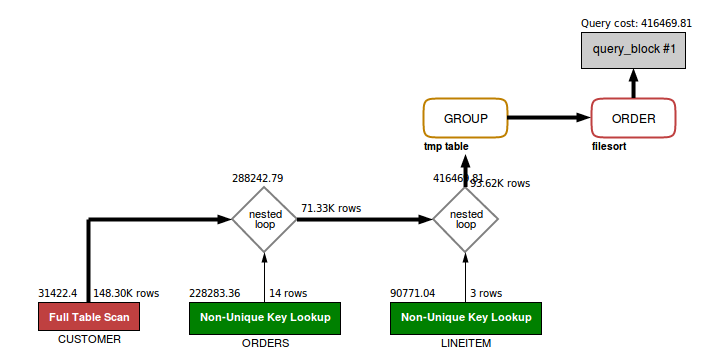 Query cost: 416469.81
query_block #1
GROUP
ORDER
tmp table
filesort
288242.79
416469.81
93.62K rows
nested
loop
71.33K rows
nested
loop
31422.4
148.30K rows
228283.36
14 rows
90771.04
3 rows
Full Table Scan
Non-Unique Key Lookup
Non-Unique Key Lookup
CUSTOMER
ORDERS
LINEITEM